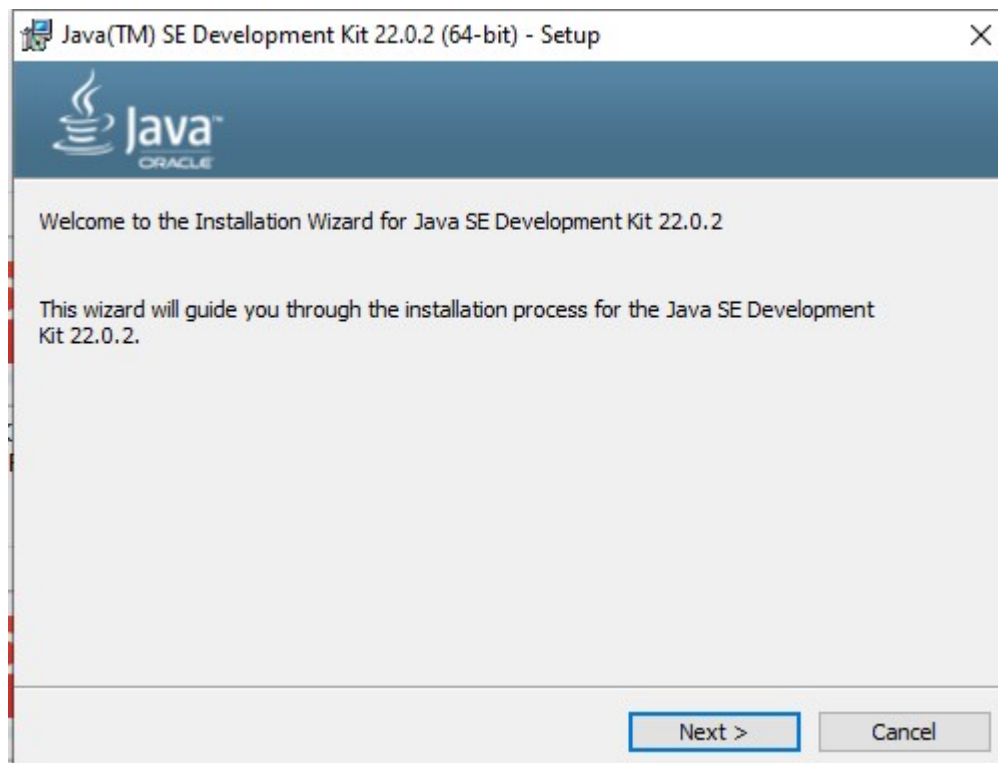 Java(TM) SE Development Kit 22.0.2 (64-bit) - Setup
Java™
ORACLE
Welcome to the Installation Wizard for Java SE Development Kit 22.0.2
This wizard will guide you through the installation process for the Java SE Development
Kit 22.0.2.
Next >
Cancel